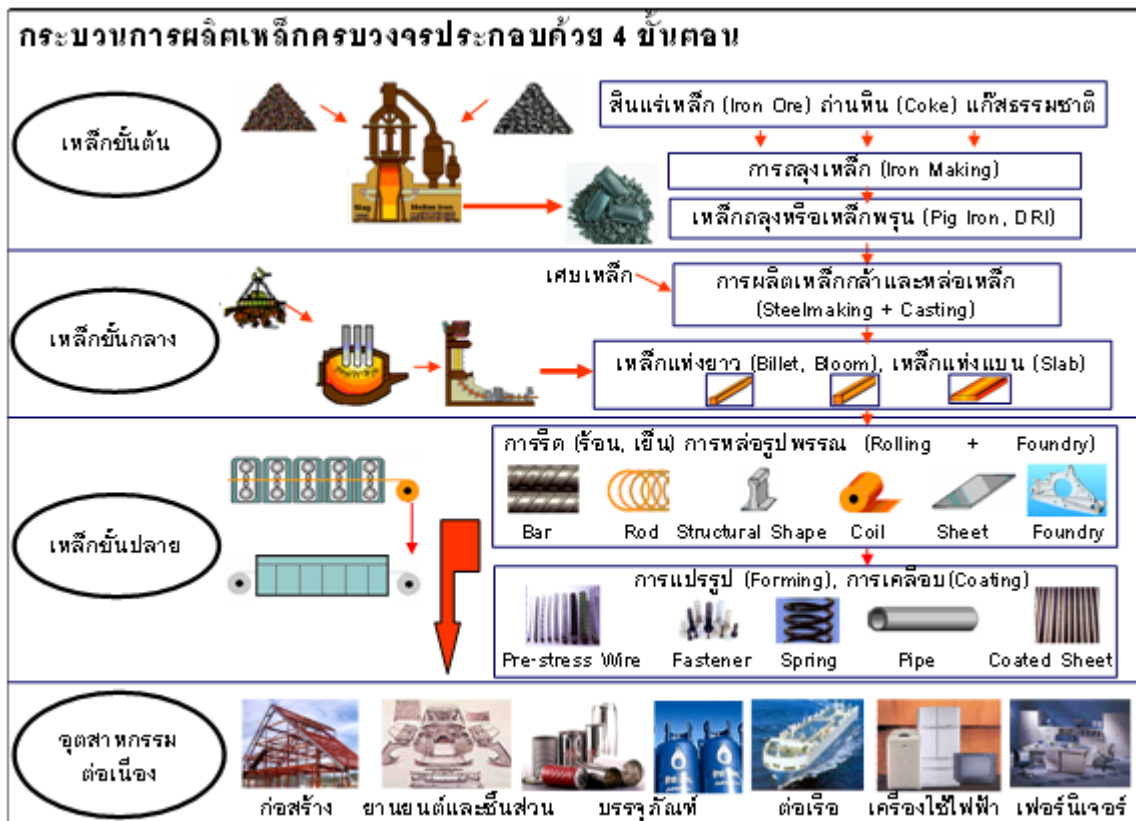 กระบวนการผลิตเหล็กครบวงจรประกอบด้วย 4 ขั้นตอน
เหล็กขั้นต้น
สินแร่เหล็ก (Iron Ore) ถ่านหิน (Coke) แก๊สธรรมชาติ
การถลุงเหล็ก (Iron Making)
เหล็กถลุงหรือเหล็กพรุน (Pig Iron, DRI)
เหล็กขั้นกลาง
เศษเหล็ก
การผลิตเหล็กกล้าและหล่อเหล็ก
(Steelmaking + Casting)
เหล็กแท่งยาว (Billet, Bloom), เหล็กแท่งแบน (Slab)
เหล็กขั้นปลาย
การรีด (ร้อน, เย็น) การหล่อรูปพรรณ (Rolling + Foundry)
Bar Rod Structural Shape Coil Sheet Foundry
การแปรรูป (Forming), การเคลือบ(Coating)
Pre-stress Wire Fastener Spring Pipe Coated Sheet
อุตสาหกรรม
ต่อเนื่อง
ก่อสร้าง ยานยนต์และชิ้นส่วน บรรจุภัณฑ์ ต่อเรือ เครื่องใช้ไฟฟ้า เฟอร์นิเจอร์